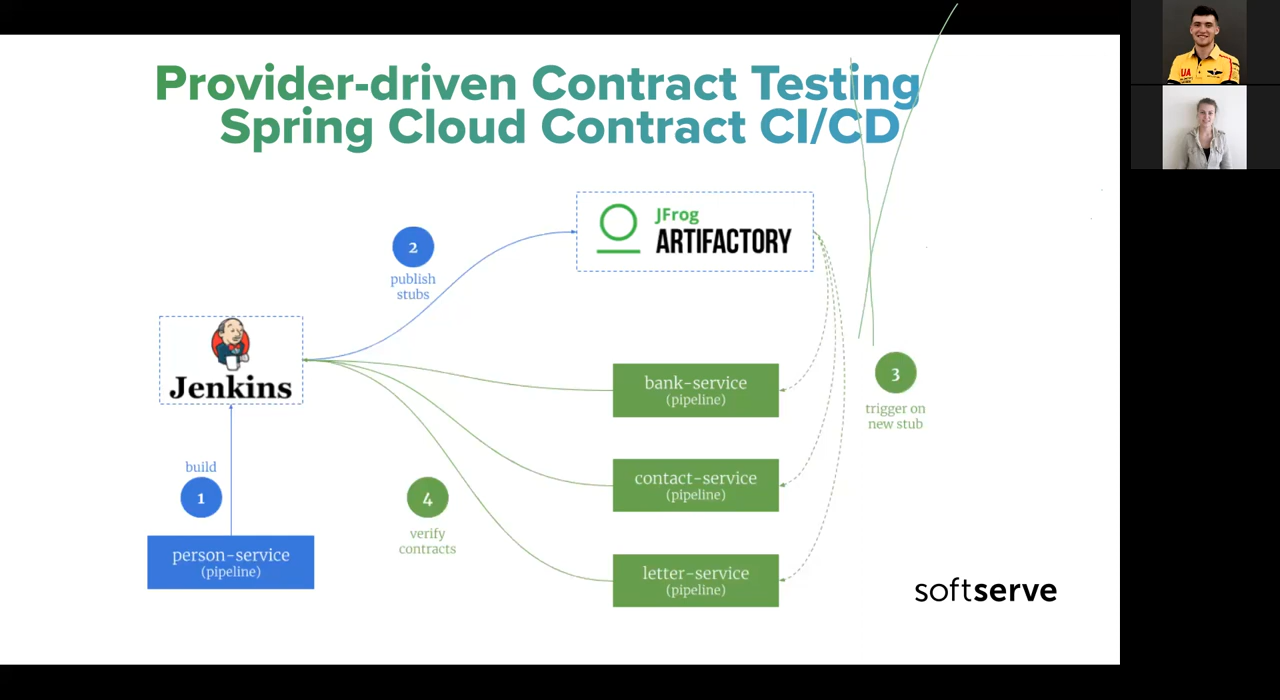 Provider-driven Contract Testing
Spring Cloud Contract CI/CD
JFrog
ARTIFACTORY
2
publish
stubs
Jenkins
bank-service
(pipeline)
3
trigger on
new stub
build
1
contact-service
(pipeline)
4
verify
contracts
person-service
(pipeline)
letter-service
(pipeline)
softserve
UA